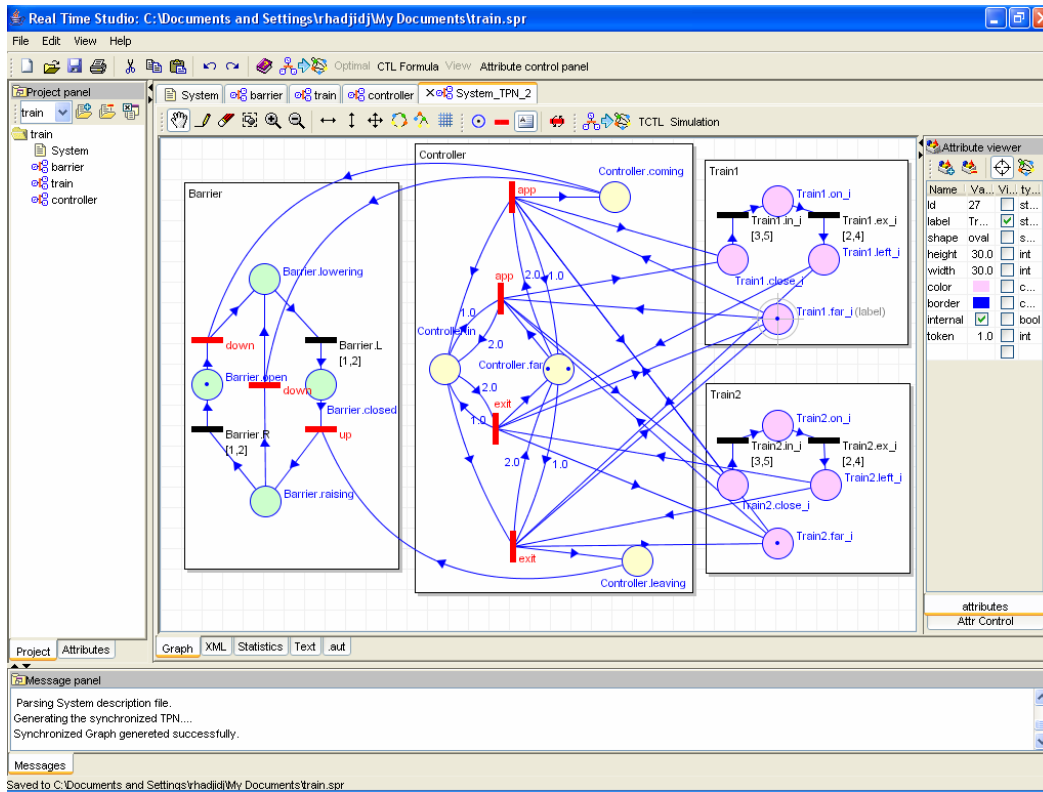 Real Time Studio: C:\Documents and Settings\rhadjidj\My Documents\train.spr
File Edit View Help
Optimal CTL Formula View Attribute control panel
Project panel
train
train
System
barrier
train
controller
System barrier train controller System_TPN_2
TCTL Simulation
Barrier
Barrier.lowering
down
Barrier.L
[1,2]
Barrier.open
down
Barrier.closed
Barrier.R
[1,2]
up
Barrier.raising
Controller
Controller.coming
app
app
2.0
1.0
1.0
Controller.in
2.0
Controller.far
2.0
exit
1.0
2.0
1.0
exit
Controller.leaving
Train1
Train1.on_i
Train1.in_i
[3,5]
Train1.ex_i
[2,4]
Train1.left_i
Train1.close_i
Train1.far_i (label)
Train2
Train2.on_i
Train2.in_i
[3,5]
Train2.ex_i
[2,4]
Train2.left_i
Train2.close_i
Train2.far_i
Attribute viewer
Name Va... Vi... ty...
Id 27 st...
label Tr... st...
shape oval s...
height 30.0 int
width 30.0 int
color c...
border c...
internal bool
token 1.0 int
attributes
Attr Control
Project Attributes
Graph XML Statistics Text .aut
Message panel
Parsing System description file.
Generating the synchronized TPN....
Synchronized Graph genereted successfully.
Messages
Saved to C:\Documents and Settings\rhadjidj\My Documents\train.spr